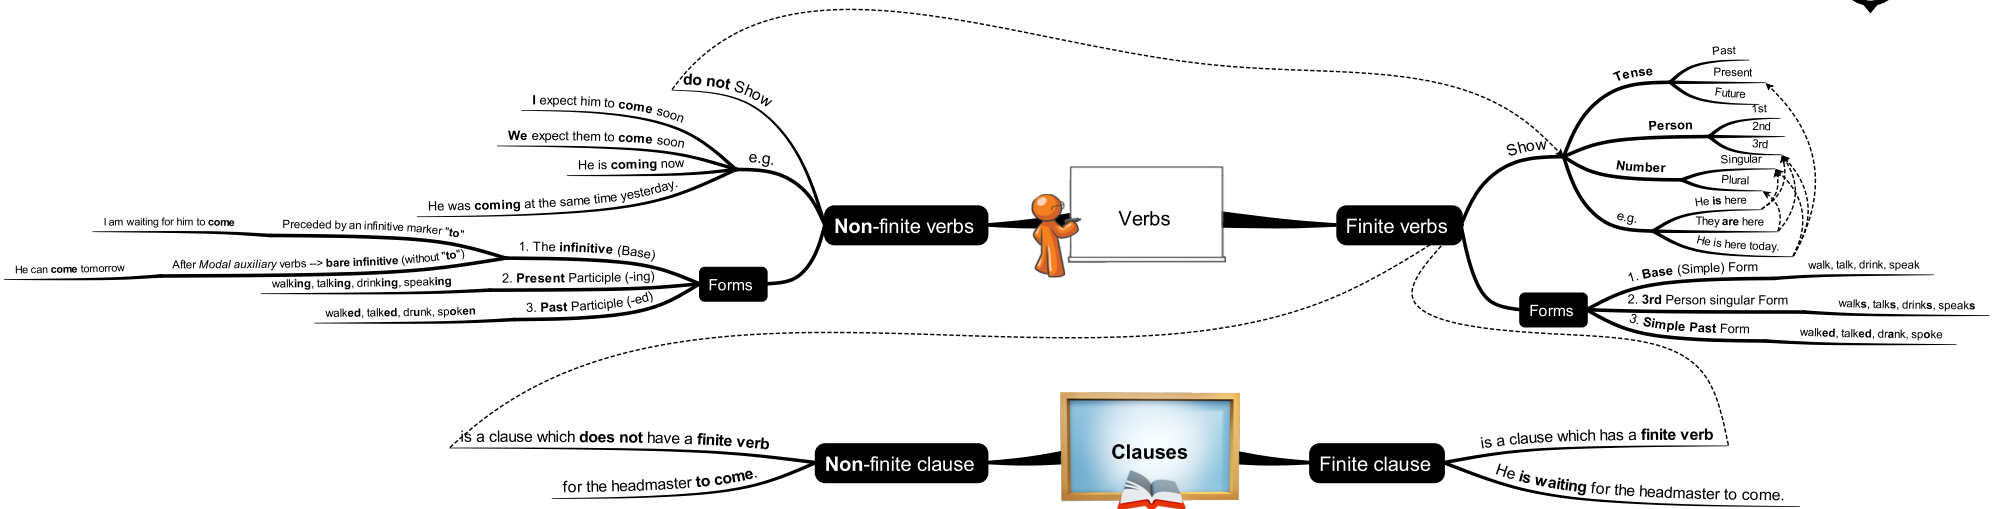 Verbs
Non-finite verbs
do not Show
e.g.
I expect him to come soon
We expect them to come soon
He is coming now
He was coming at the same time yesterday.
Forms
1. The infinitive (Base)
Preceded by an infinitive marker "to"
I am waiting for him to come
After Modal auxiliary verbs --> bare infinitive (without "to")
He can come tomorrow
2. Present Participle (-ing)
walking, talking, drinking, speaking
3. Past Participle (-ed)
walked, talked, drunk, spoken
Finite verbs
Show
Tense
Past
Present
Future
Person
1st
2nd
3rd
Number
Singular
Plural
e.g.
He is here
They are here
He is here today.
Forms
1. Base (Simple) Form
walk, talk, drink, speak
2. 3rd Person singular Form
walks, talks, drinks, speaks
3. Simple Past Form
walked, talked, drank, spoke
Clauses
Non-finite clause
is a clause which does not have a finite verb
for the headmaster to come.
Finite clause
is a clause which has a finite verb
He is waiting for the headmaster to come.